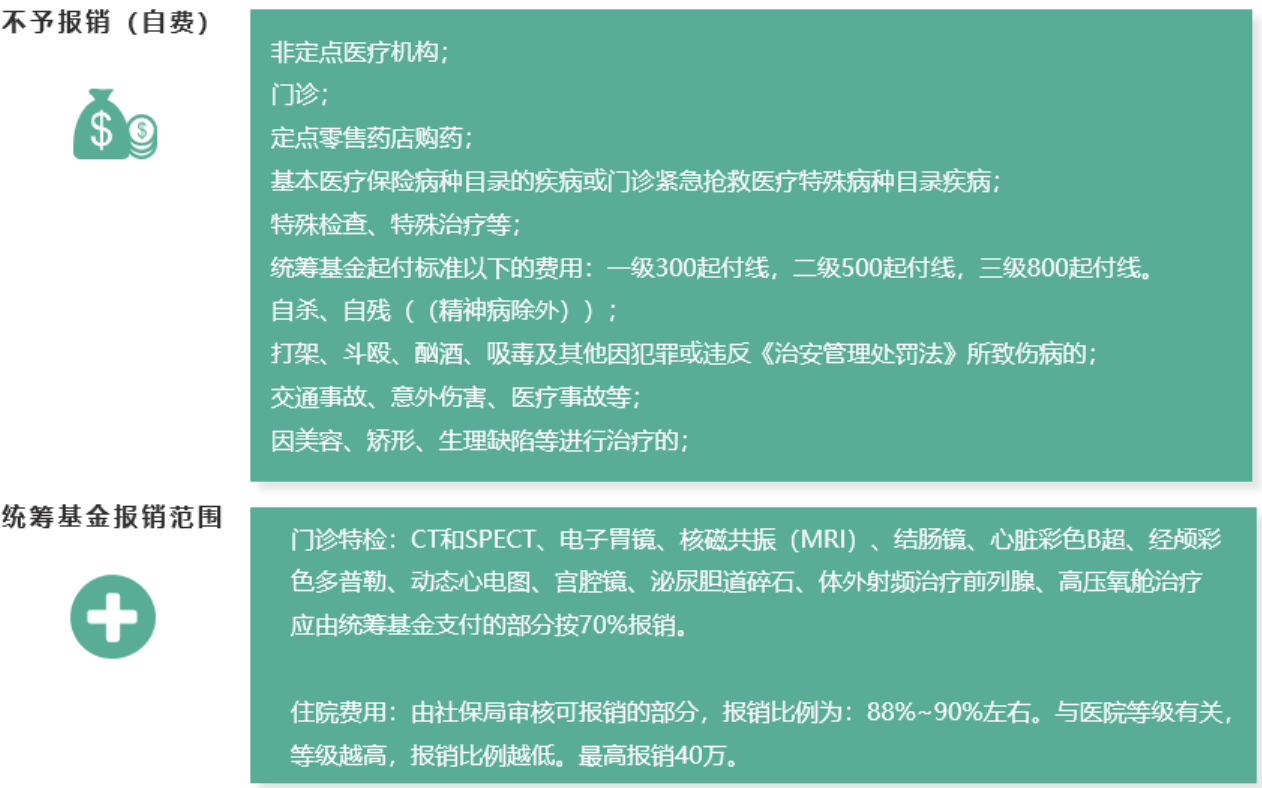 不予报销（自费）
非定点医疗机构；
门诊；
定点零售药店购药；
基本医疗保险病种目录的疾病或门诊紧急抢救医疗特殊病种目录疾病；
特殊检查、特殊治疗等；
统筹基金起付标准以下的费用：一级300起付线，二级500起付线，三级800起付线。
自杀、自残（（精神病除外））；
打架、斗殴、酗酒、吸毒及其他因犯罪或违反《治安管理处罚法》所致伤病的；
交通事故、意外伤害、医疗事故等；
因美容、矫形、生理缺陷等进行治疗的；
统筹基金报销范围
门诊特检：CT和SPECT、电子胃镜、核磁共振（MRI）、结肠镜、心脏彩色B超、经颅彩
色多普勒、动态心电图、宫腔镜、泌尿胆道碎石、体外射频治疗前列腺、高压氧舱治疗
应由统筹基金支付的部分按70%报销。
住院费用：由社保局审核可报销的部分，报销比例为：88%~90%左右。与医院等级有关，
等级越高，报销比例越低。最高报销40万。